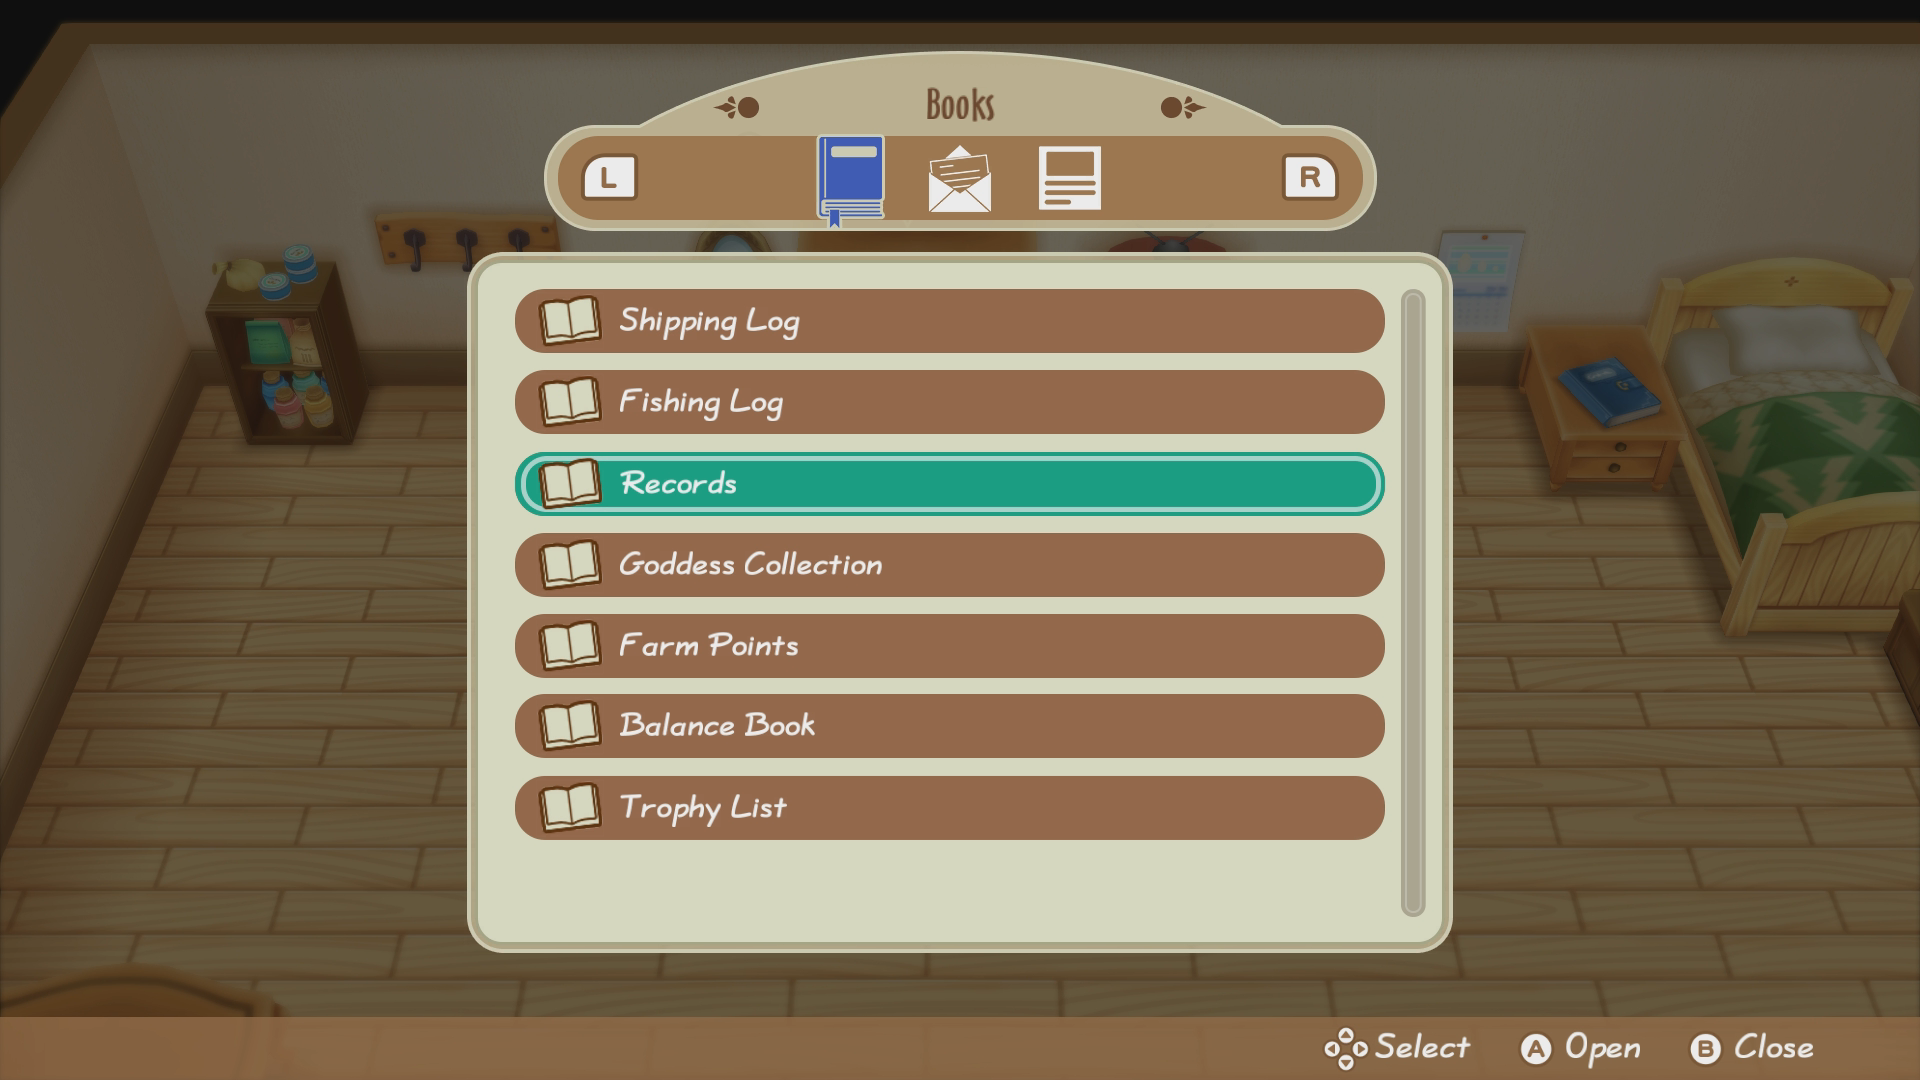 Books
L
R
Shipping Log
Fishing Log
Records
Goddess Collection
Farm Points
Balance Book
Trophy List
Select A Open B Close